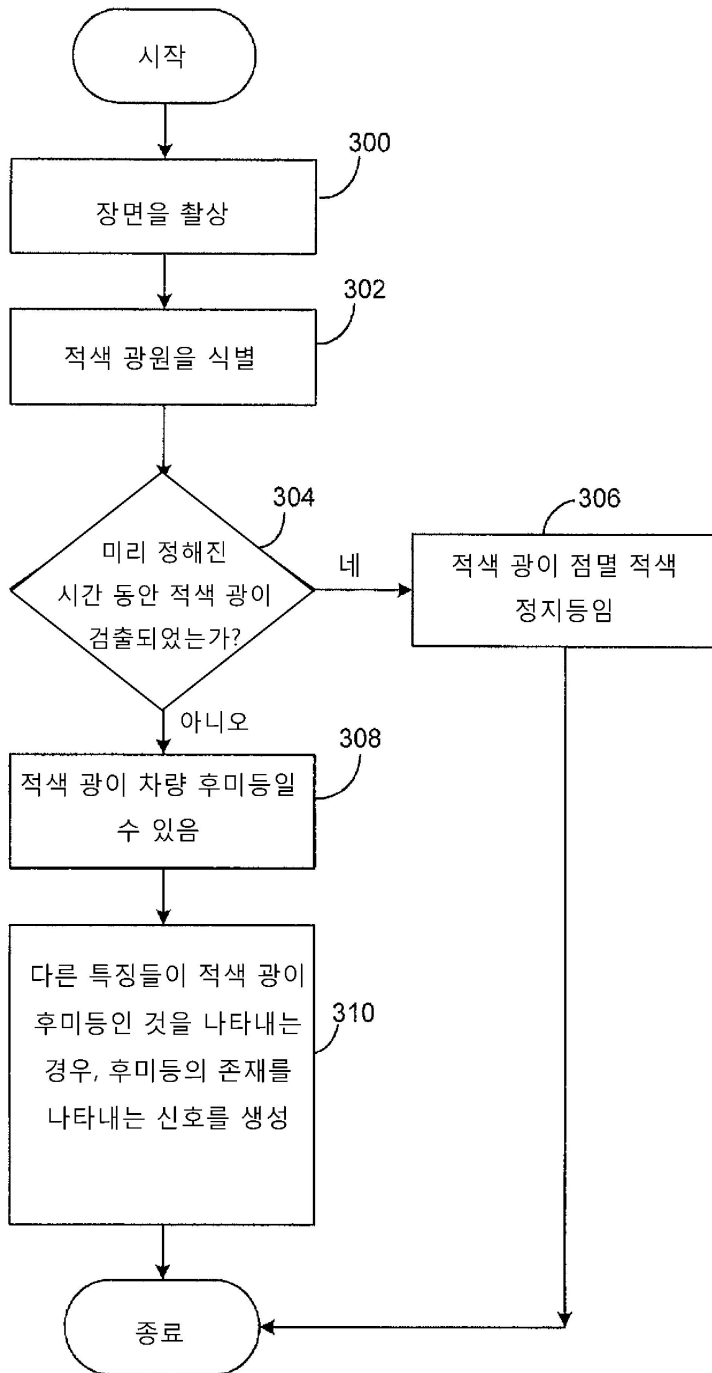 시작
300
장면을 촬상
302
적색 광원을 식별
304
미리 정해진
시간 동안 적색 광이
검출되었는가?
네
306
적색 광이 점멸 적색
정지등임
아니오
308
적색 광이 차량 후미등일
수 있음
310
다른 특징들이 적색 광이
후미등인 것을 나타내는
경우, 후미등의 존재를
나타내는 신호를 생성
종료